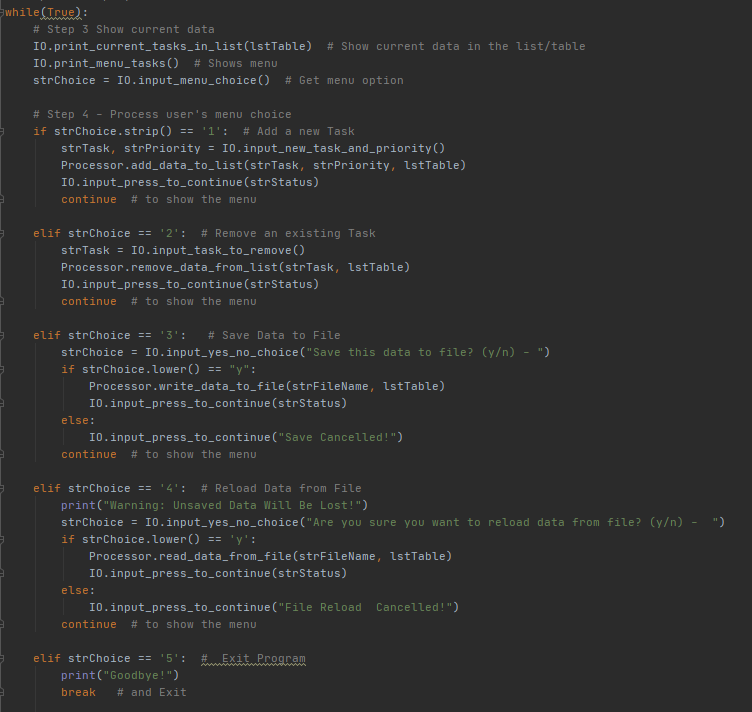 while(True):
    # Step 3 Show current data
    IO.print_current_tasks_in_list(lstTable)  # Show current data in the list/table
    IO.print_menu_tasks()  # Shows menu
    strChoice = IO.input_menu_choice()  # Get menu option

    # Step 4 - Process user's menu choice
    if strChoice.strip() == '1':  # Add a new Task
        strTask, strPriority = IO.input_new_task_and_priority()
        Processor.add_data_to_list(strTask, strPriority, lstTable)
        IO.input_press_to_continue(strStatus)
        continue  # to show the menu

    elif strChoice == '2':  # Remove an existing Task
        strTask = IO.input_task_to_remove()
        Processor.remove_data_from_list(strTask, lstTable)
        IO.input_press_to_continue(strStatus)
        continue  # to show the menu

    elif strChoice == '3':   # Save Data to File
        strChoice = IO.input_yes_no_choice("Save this data to file? (y/n) - ")
        if strChoice.lower() == "y":
            Processor.write_data_to_file(strFileName, lstTable)
            IO.input_press_to_continue(strStatus)
        else:
            IO.input_press_to_continue("Save Cancelled!")
        continue  # to show the menu

    elif strChoice == '4':  # Reload Data from File
        print("Warning: Unsaved Data Will Be Lost!")
        strChoice = IO.input_yes_no_choice("Are you sure you want to reload data from file? (y/n) -  ")
        if strChoice.lower() == 'y':
            Processor.read_data_from_file(strFileName, lstTable)
            IO.input_press_to_continue(strStatus)
        else:
            IO.input_press_to_continue("File Reload  Cancelled!")
        continue  # to show the menu

    elif strChoice == '5':  #  Exit Program
        print("Goodbye!")
        break   # and Exit